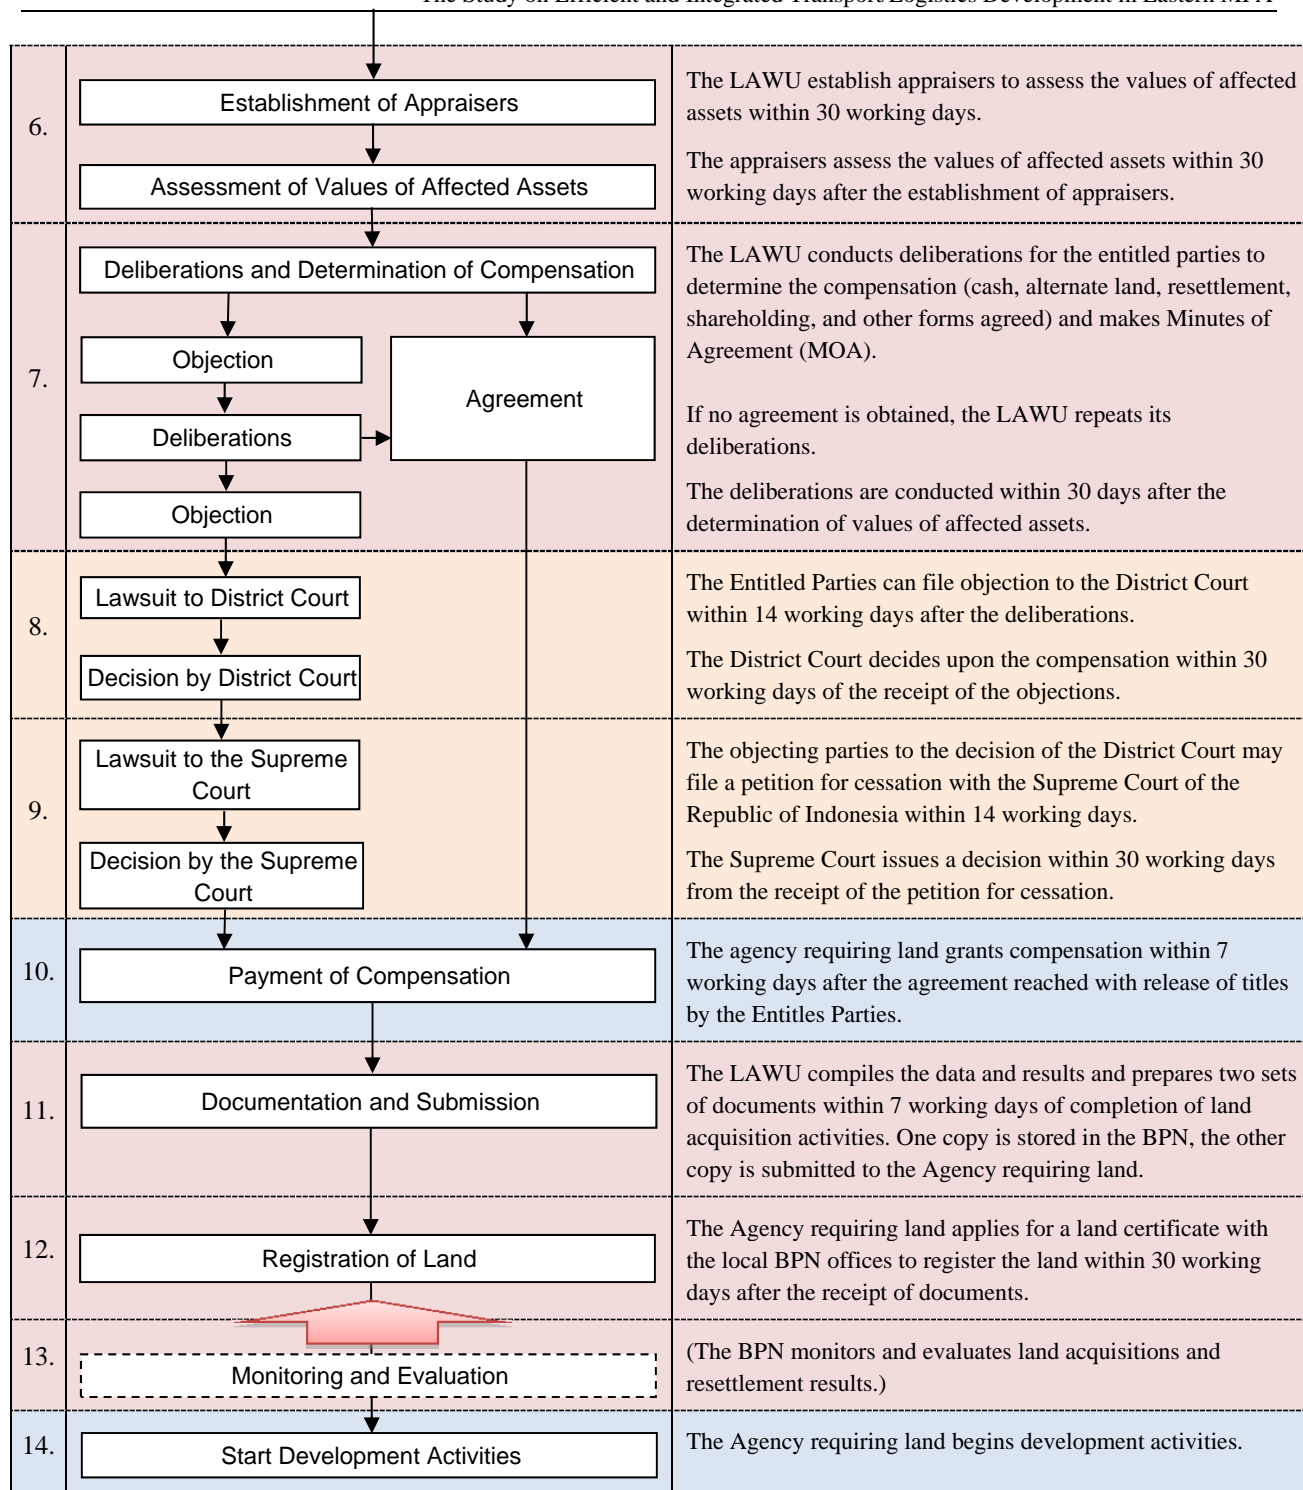 The Study on Efficient and Integrated Transport/Logistics Development in Eastern MPA
6.
Establishment of Appraisers
Assessment of Values of Affected Assets
The LAWU establish appraisers to assess the values of affected
assets within 30 working days.
The appraisers assess the values of affected assets within 30
working days after the establishment of appraisers.
7.
Deliberations and Determination of Compensation
Objection
Agreement
Deliberations
Objection
The LAWU conducts deliberations for the entitled parties to
determine the compensation (cash, alternate land, resettlement,
shareholding, and other forms agreed) and makes Minutes of
Agreement (MOA).
If no agreement is obtained, the LAWU repeats its
deliberations.
The deliberations are conducted within 30 days after the
determination of values of affected assets.
8.
Lawsuit to District Court
Decision by District Court
The Entitled Parties can file objection to the District Court
within 14 working days after the deliberations.
The District Court decides upon the compensation within 30
working days of the receipt of the objections.
9.
Lawsuit to the Supreme
Court
Decision by the Supreme
Court
The objecting parties to the decision of the District Court may
file a petition for cessation with the Supreme Court of the
Republic of Indonesia within 14 working days.
The Supreme Court issues a decision within 30 working days
from the receipt of the petition for cessation.
10.
Payment of Compensation
The agency requiring land grants compensation within 7
working days after the agreement reached with release of titles
by the Entitles Parties.
11.
Documentation and Submission
The LAWU compiles the data and results and prepares two sets
of documents within 7 working days of completion of land
acquisition activities. One copy is stored in the BPN, the other
copy is submitted to the Agency requiring land.
12.
Registration of Land
The Agency requiring land applies for a land certificate with
the local BPN offices to register the land within 30 working
days after the receipt of documents.
13.
Monitoring and Evaluation
(The BPN monitors and evaluates land acquisitions and
resettlement results.)
14.
Start Development Activities
The Agency requiring land begins development activities.